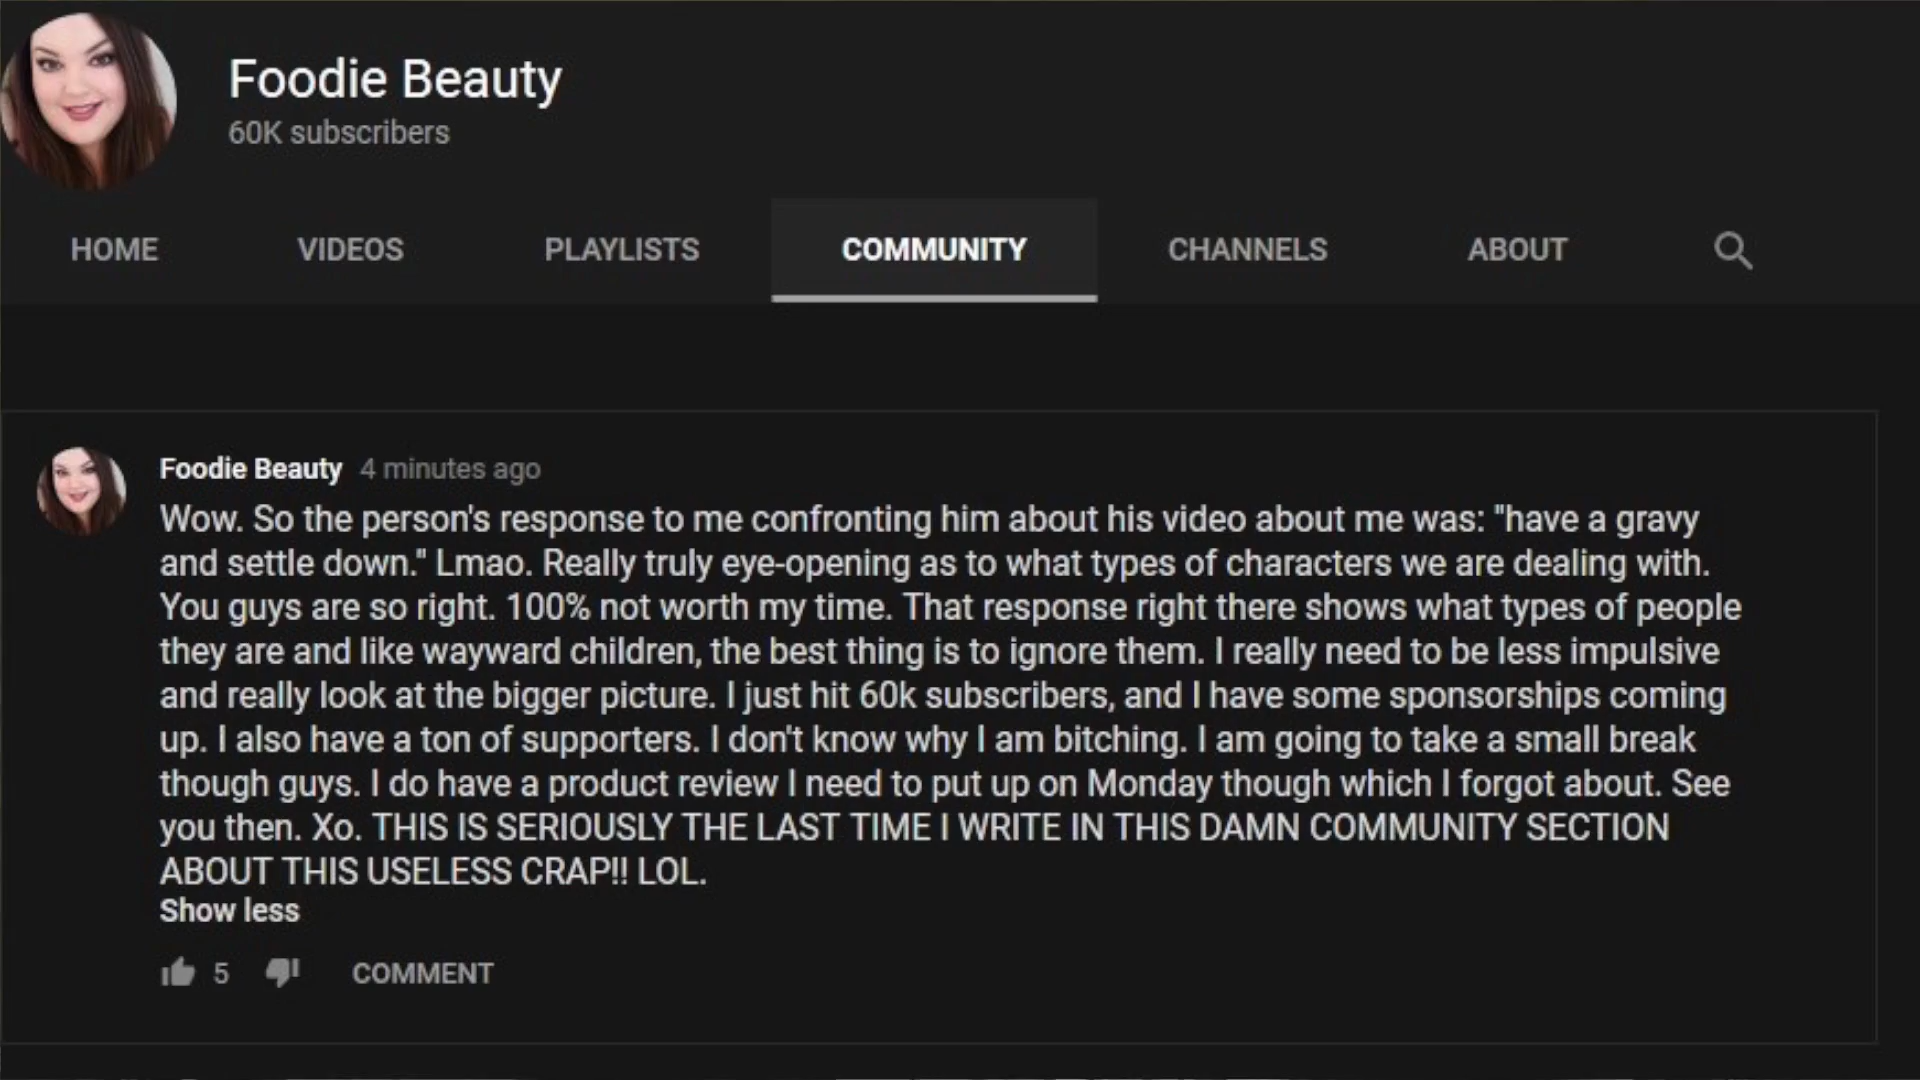 Foodie Beauty
60K subscribers
HOME VIDEOS PLAYLISTS COMMUNITY CHANNELS ABOUT
Foodie Beauty 4 minutes ago
Wow. So the person's response to me confronting him about his video about me was: "have a gravy
and settle down." Lmao. Really truly eye-opening as to what types of characters we are dealing with.
You guys are so right. 100% not worth my time. That response right there shows what types of people
they are and like wayward children, the best thing is to ignore them. I really need to be less impulsive
and really look at the bigger picture. I just hit 60k subscribers, and I have some sponsorships coming
up. I also have a ton of supporters. I don't know why I am bitching. I am going to take a small break
though guys. I do have a product review I need to put up on Monday though which I forgot about. See
you then. Xo. THIS IS SERIOUSLY THE LAST TIME I WRITE IN THIS DAMN COMMUNITY SECTION
ABOUT THIS USELESS CRAP!! LOL.
Show less
5 COMMENT